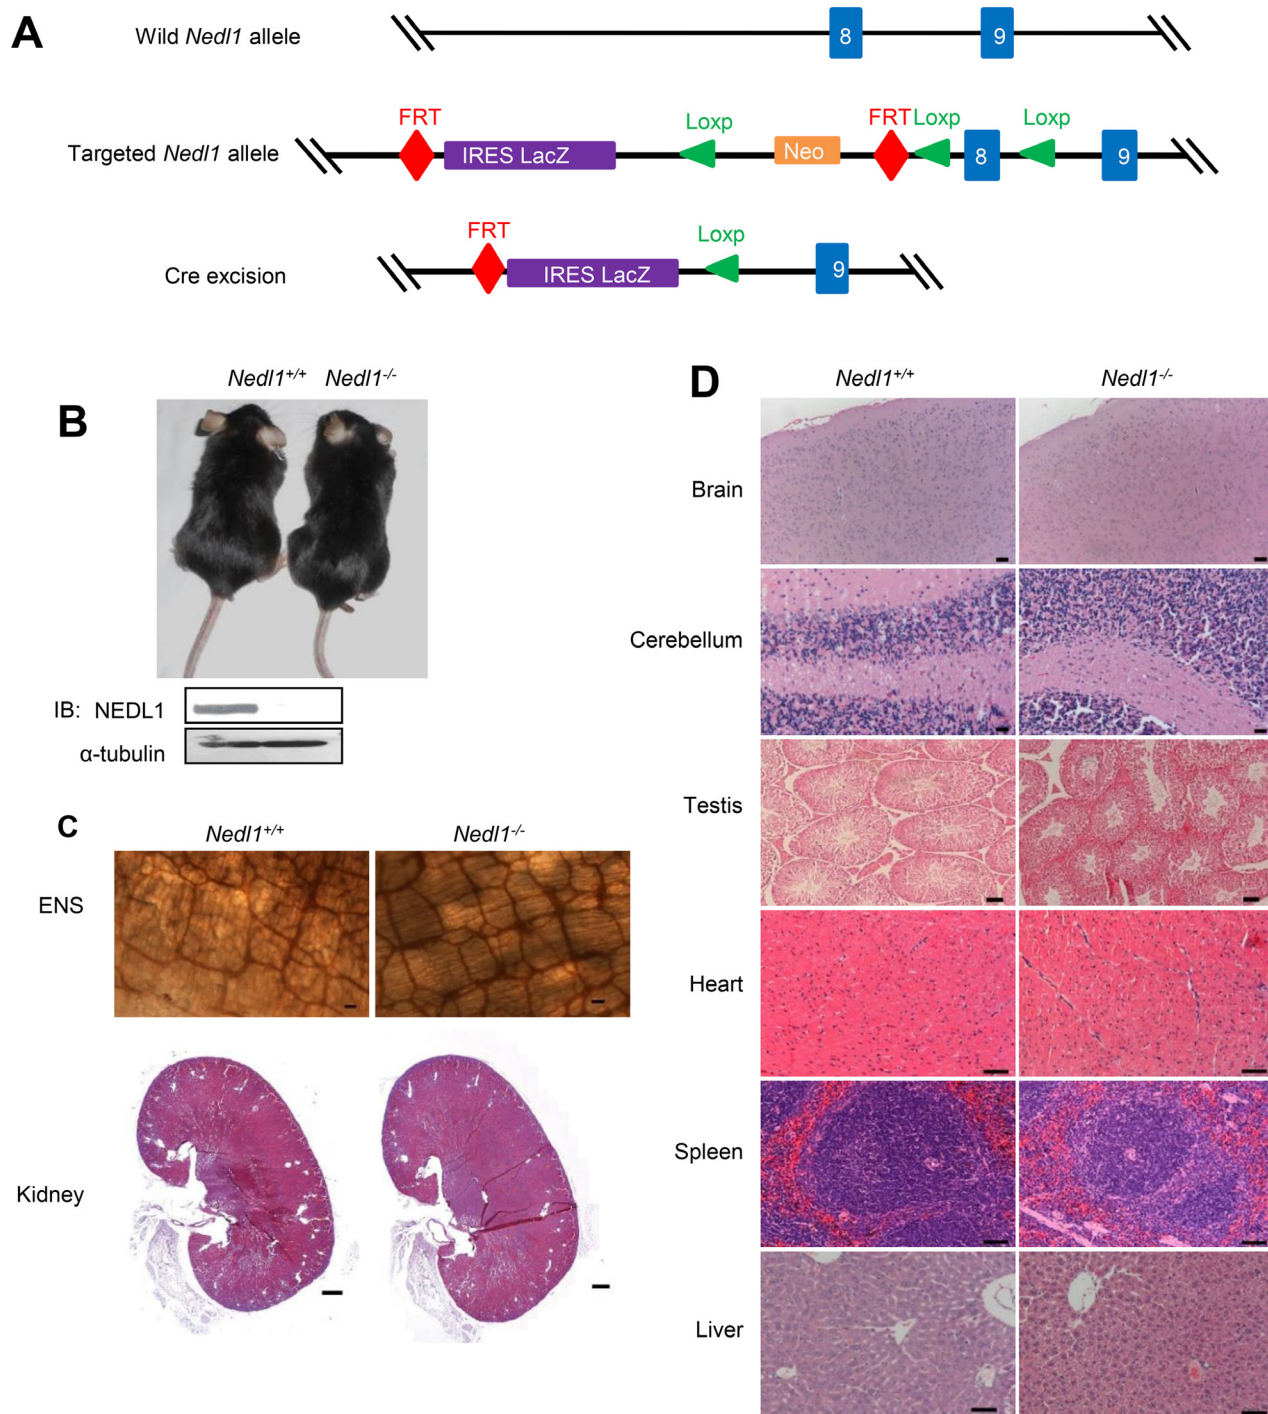 A
Wild Nedl1 allele
8
9
FRT
FRT
Loxp
Loxp
Loxp
Targeted Nedl1 allele
IRES LacZ
Neo
8
9
FRT
Loxp
Cre excision
IRES LacZ
9
B
Nedl1+/+ Nedl1-/-
IB: NEDL1
α-tubulin
C
Nedl1+/+ Nedl1-/-
ENS
Kidney
D
Nedl1+/+ Nedl1-/-
Brain
Cerebellum
Testis
Heart
Spleen
Liver